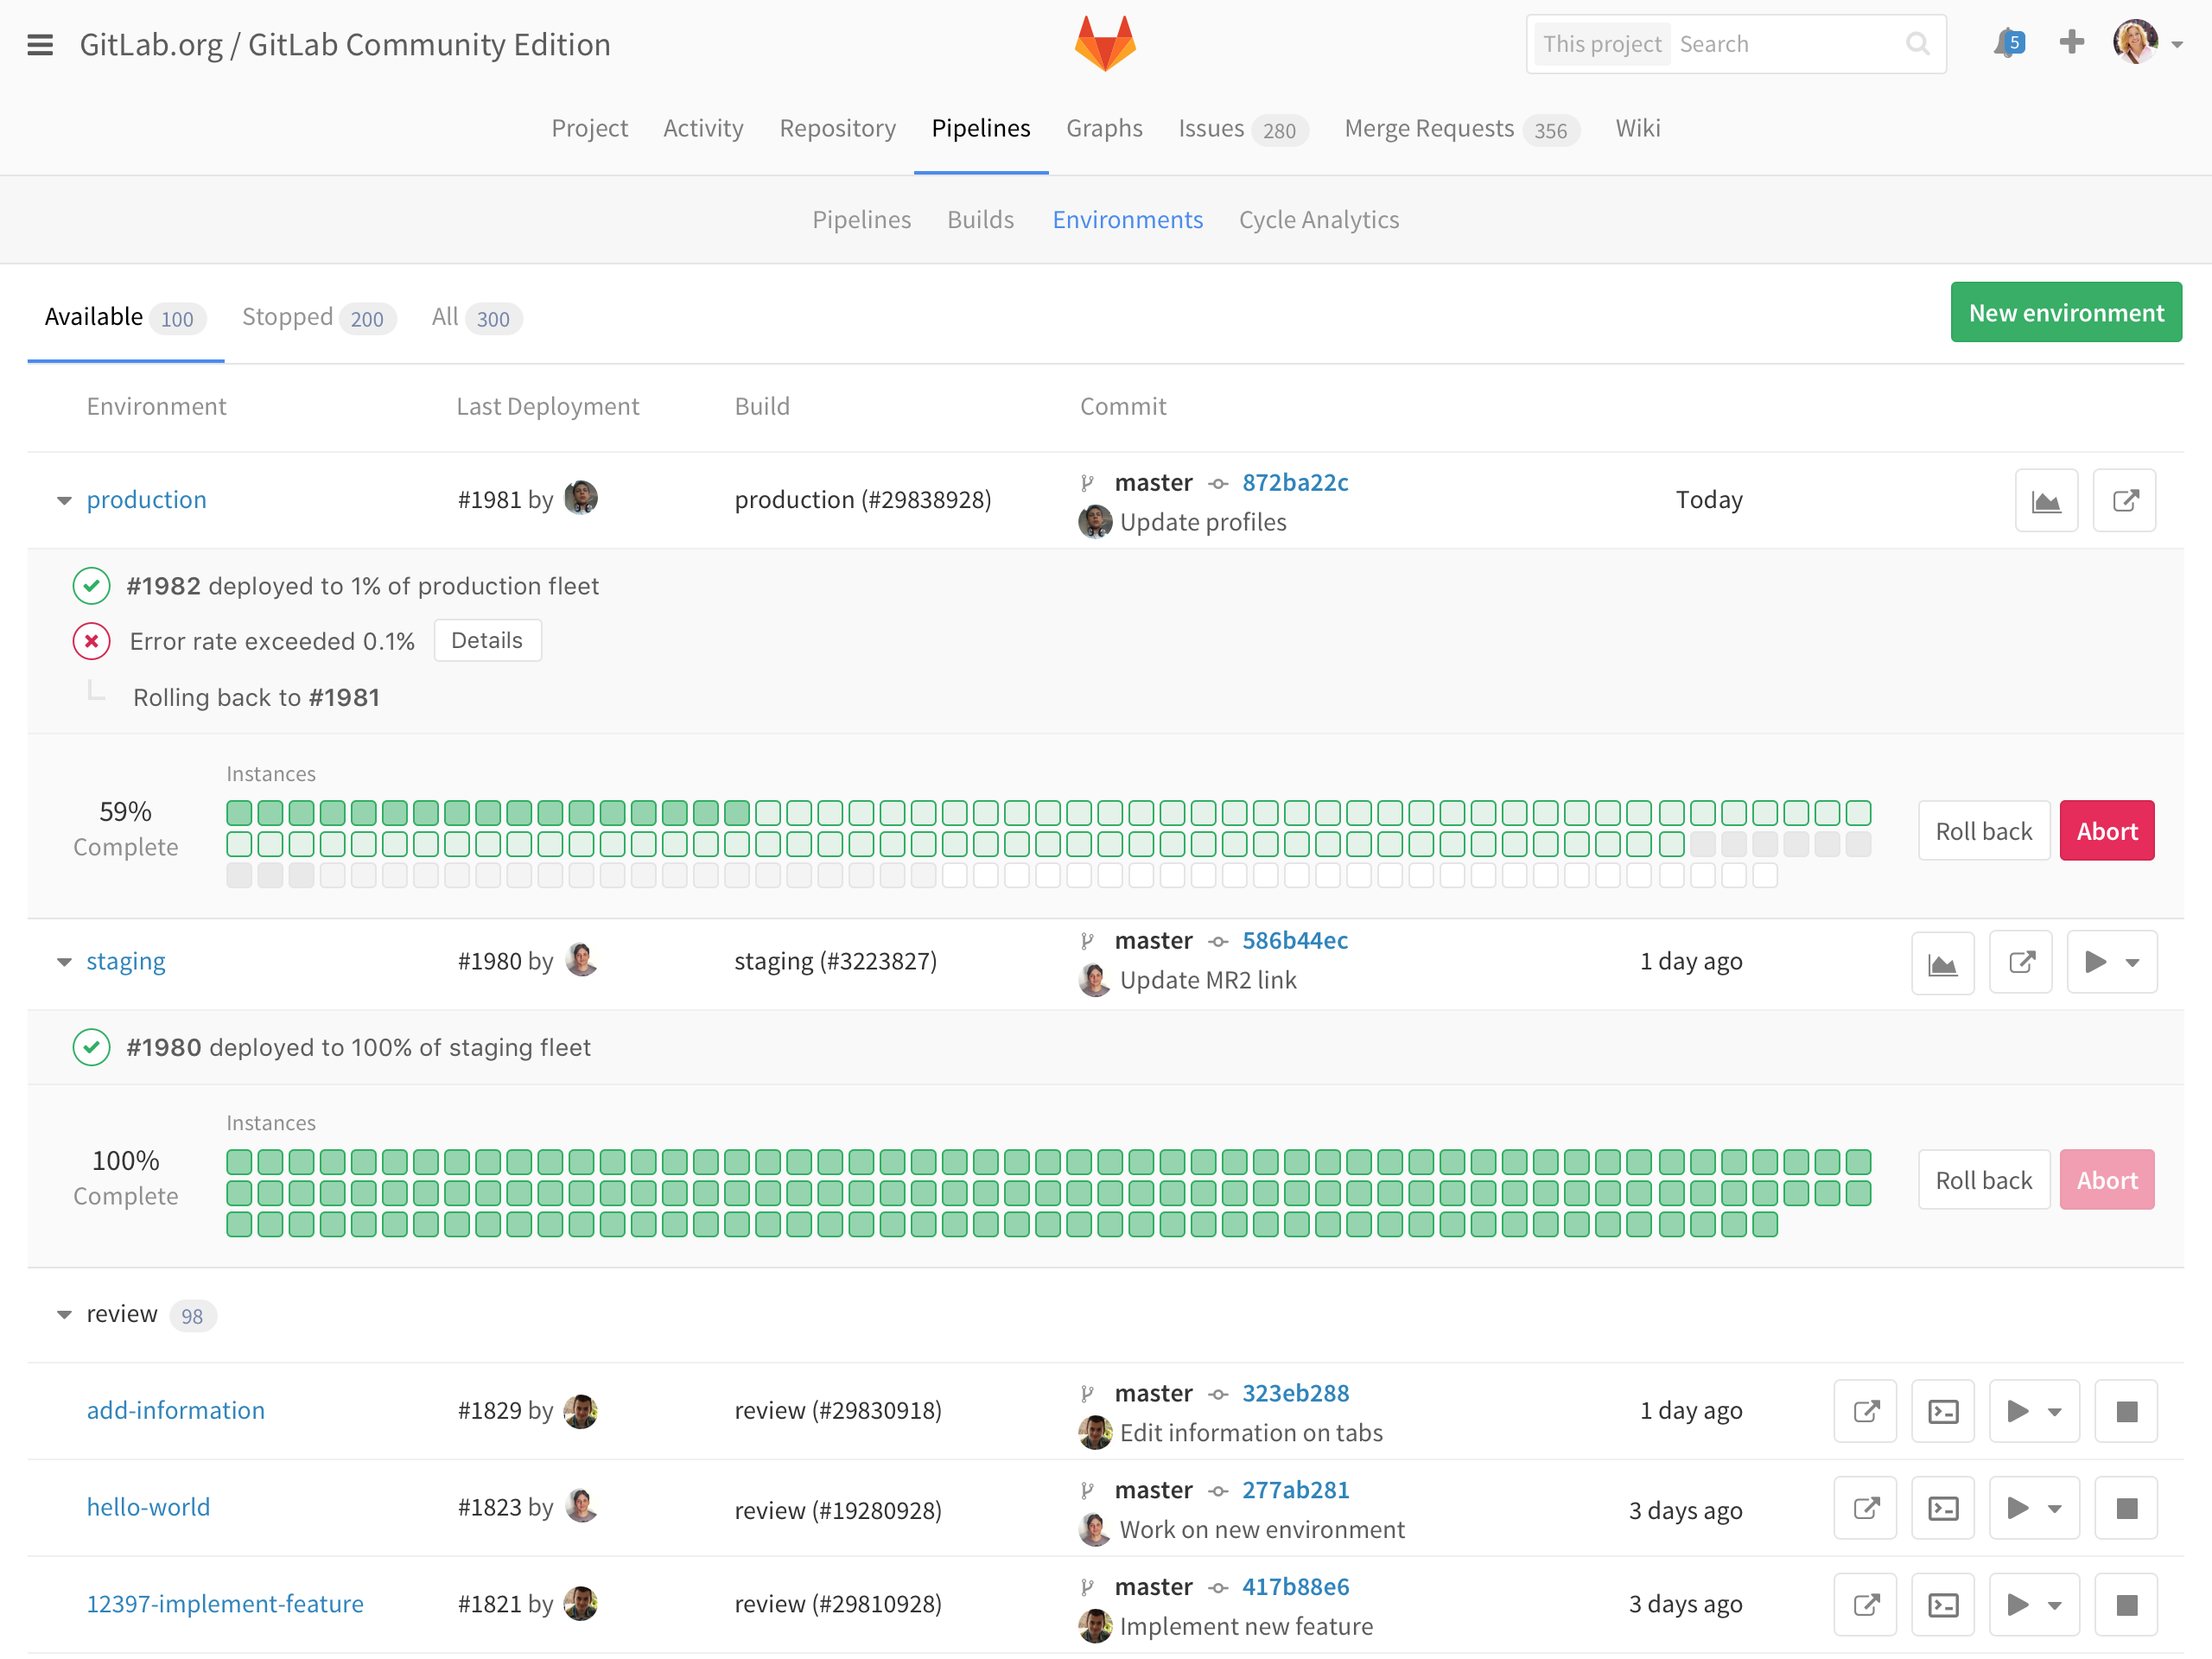 GitLab.org / GitLab Community Edition
This project Search
5
Project Activity Repository Pipelines Graphs Issues 280 Merge Requests 356 Wiki
Pipelines Builds Environments Cycle Analytics
Available 100 Stopped 200 All 300
New environment
Environment Last Deployment Build Commit
production #1981 by production (#29838928) master 872ba22c Today
Update profiles
#1982 deployed to 1% of production fleet
Error rate exceeded 0.1% Details
Rolling back to #1981
Instances
59%
Complete
Roll back Abort
staging #1980 by staging (#3223827) master 586b44ec 1 day ago
Update MR2 link
#1980 deployed to 100% of staging fleet
Instances
100%
Complete
Roll back Abort
review 98
add-information #1829 by review (#29830918) master 323eb288 1 day ago
Edit information on tabs
hello-world #1823 by review (#19280928) master 277ab281 3 days ago
Work on new environment
12397-implement-feature #1821 by review (#29810928) master 417b88e6 3 days ago
Implement new feature